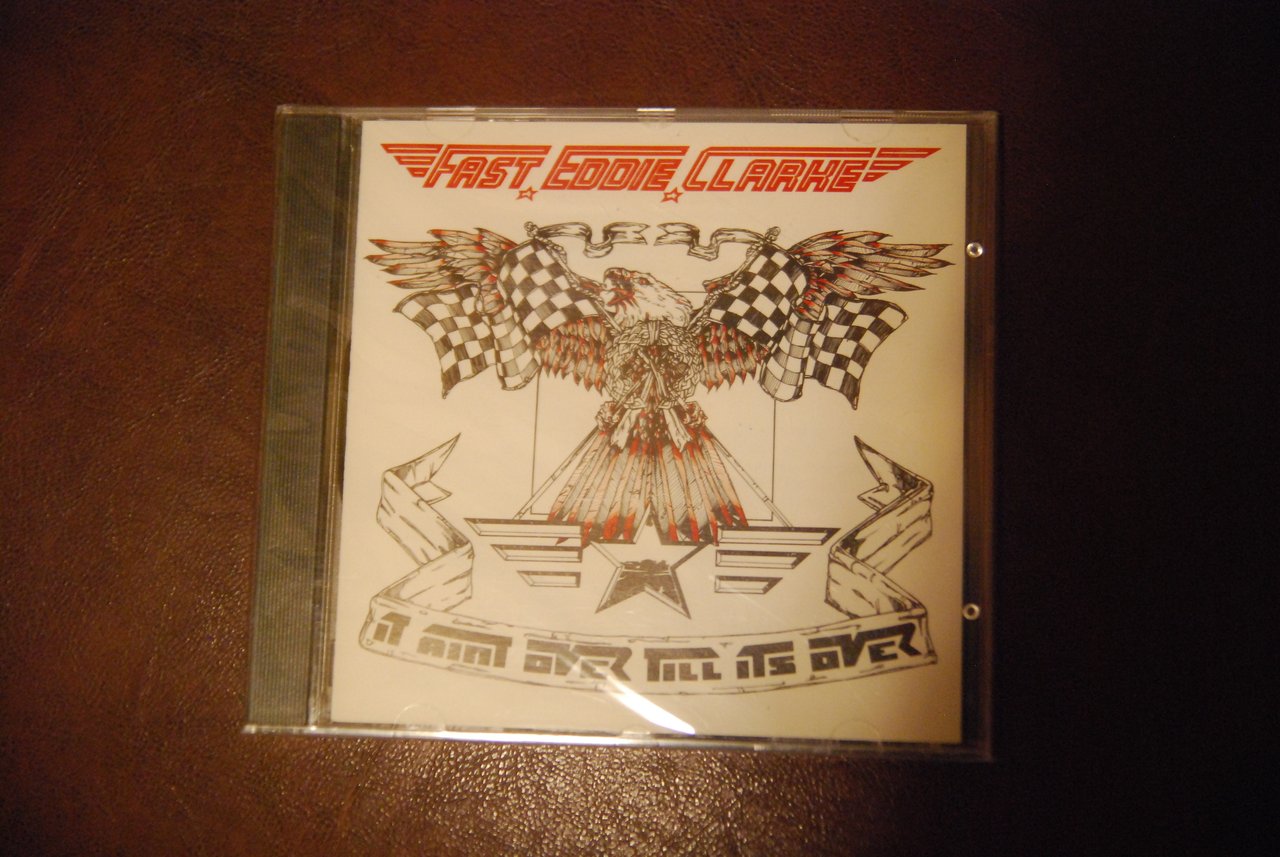 FAST EDDIE CLARKE
iT AiNT OVER TiLL iTS OVER